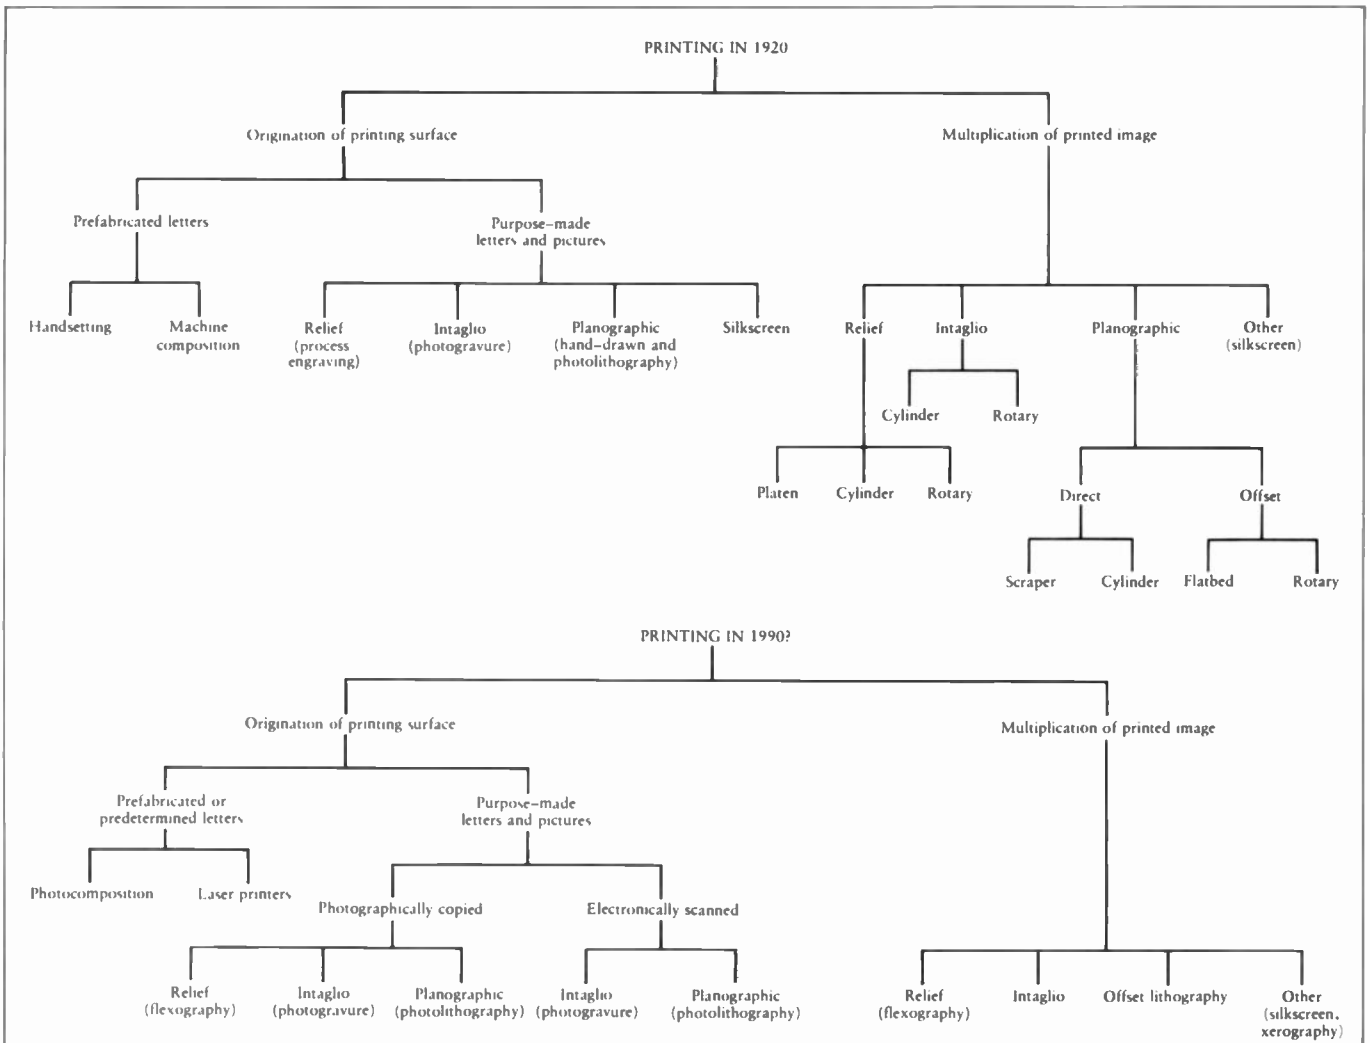 PRINTING IN 1920
Origination of printing surface
Multiplication of printed image
Prefabricated letters
Purpose-made
letters and pictures
Handsetting
Machine
composition
Relief
(process
engraving)
Intaglio
(photogravure)
Planographic
(hand-drawn and
photolithography)
Silkscreen
Relief
Intaglio
Planographic
Other
(silkscreen)
Cylinder
Rotary
Platen
Cylinder
Rotary
Direct
Offset
Scraper
Cylinder
Flatbed
Rotary
PRINTING IN 1990?
Origination of printing surface
Multiplication of printed image
Prefabricated or
predetermined letters
Purpose-made
letters and pictures
Photocomposition
Laser printers
Photographically copied
Electronically scanned
Relief
(flexography)
Intaglio
(photogravure)
Planographic
(photolithography)
Intaglio
(photogravure)
Planographic
(photolithography)
Relief
(flexography)
Intaglio
Offset lithography
Other
(silkscreen,
xerography)